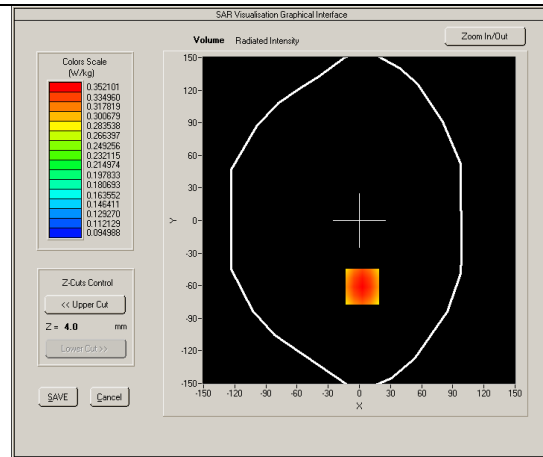 SAR Visualisation Graphical Interface
Volume Radiated Intensity
Zoom In/Out
Colors Scale
(W/kg)
0.352101
0.334960
0.317819
0.300679
0.283538
0.266397
0.249256
0.232115
0.214974
0.197833
0.180693
0.163552
0.146411
0.129270
0.112129
0.094988
Z-Cuts Control
<< Upper Cut
Z = 4.0 mm
Lower Cut >>
SAVE Cancel
150
120
90
60
30
0
-30
-60
-90
-120
-150
Y
-150 -120 -90 -60 -30 0 30 60 90 120 150
X